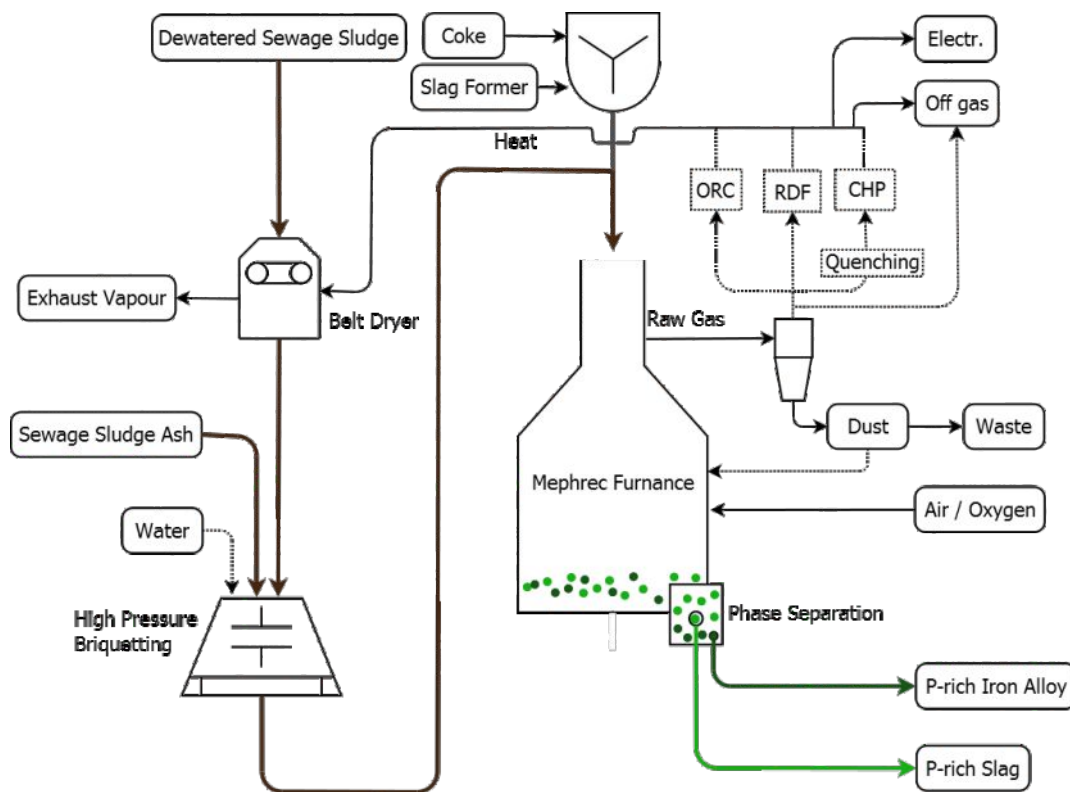 Dewatered Sewage Sludge
Coke
Electr.
Slag Former
Off gas
Heat
ORC
RDF
CHP
Quenching
Exhaust Vapour
Belt Dryer
Raw Gas
Sewage Sludge Ash
Dust
Waste
Mephrec Furnance
Air / Oxygen
Water
High Pressure
Briquetting
Phase Separation
P-rich Iron Alloy
P-rich Slag